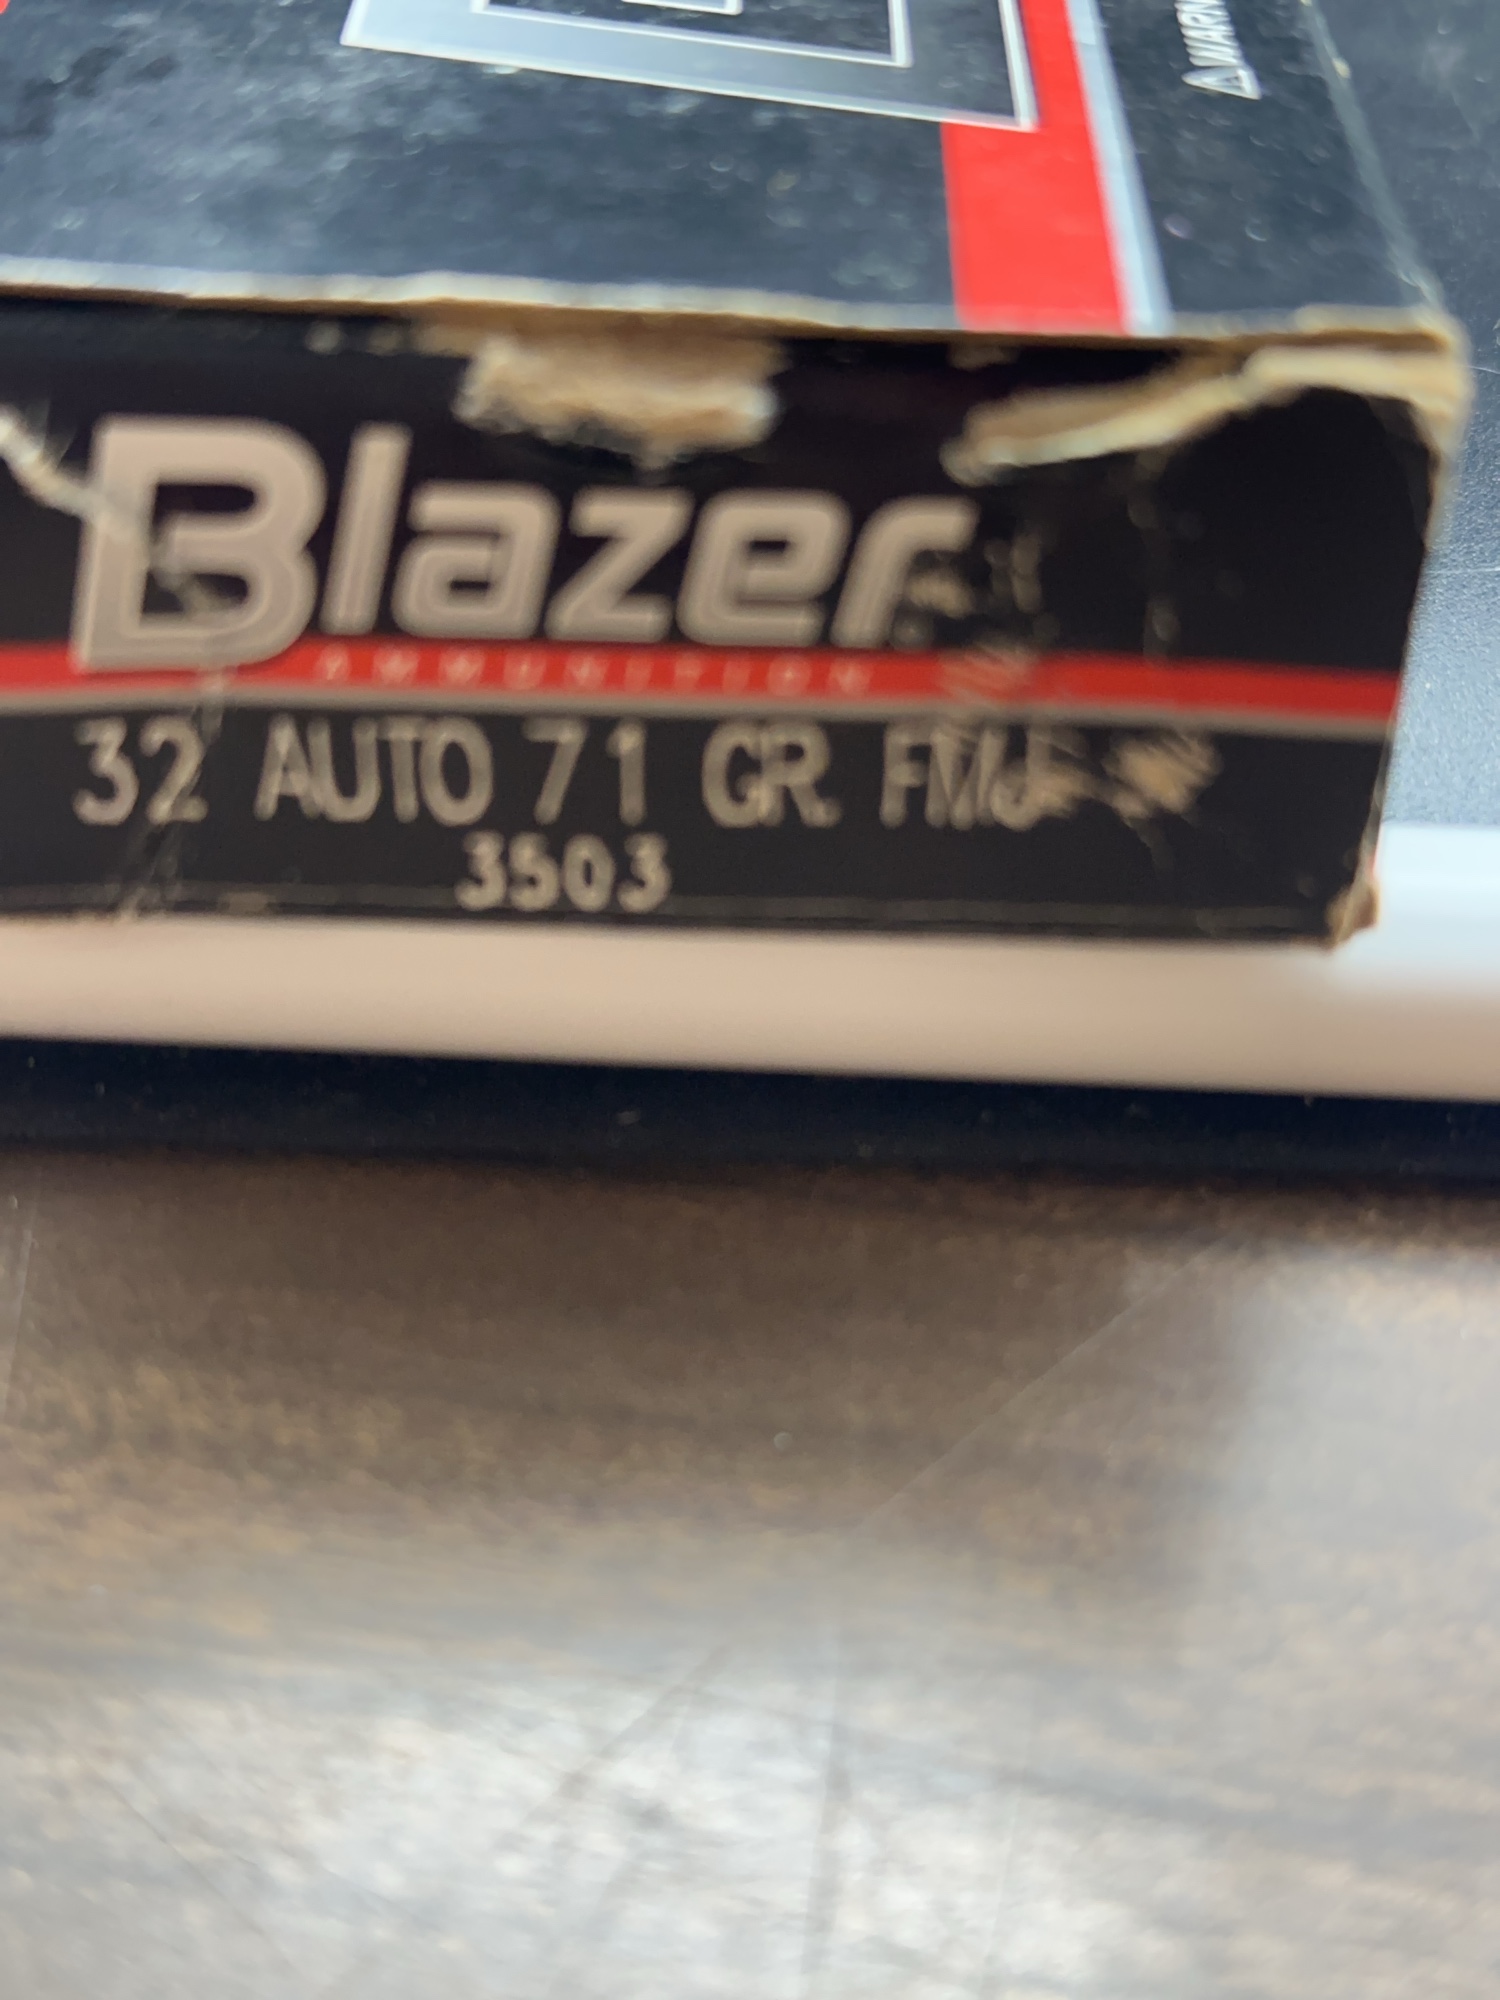 Blazer
AMMUNITION
32 AUTO 71 GR. FMJ
3503